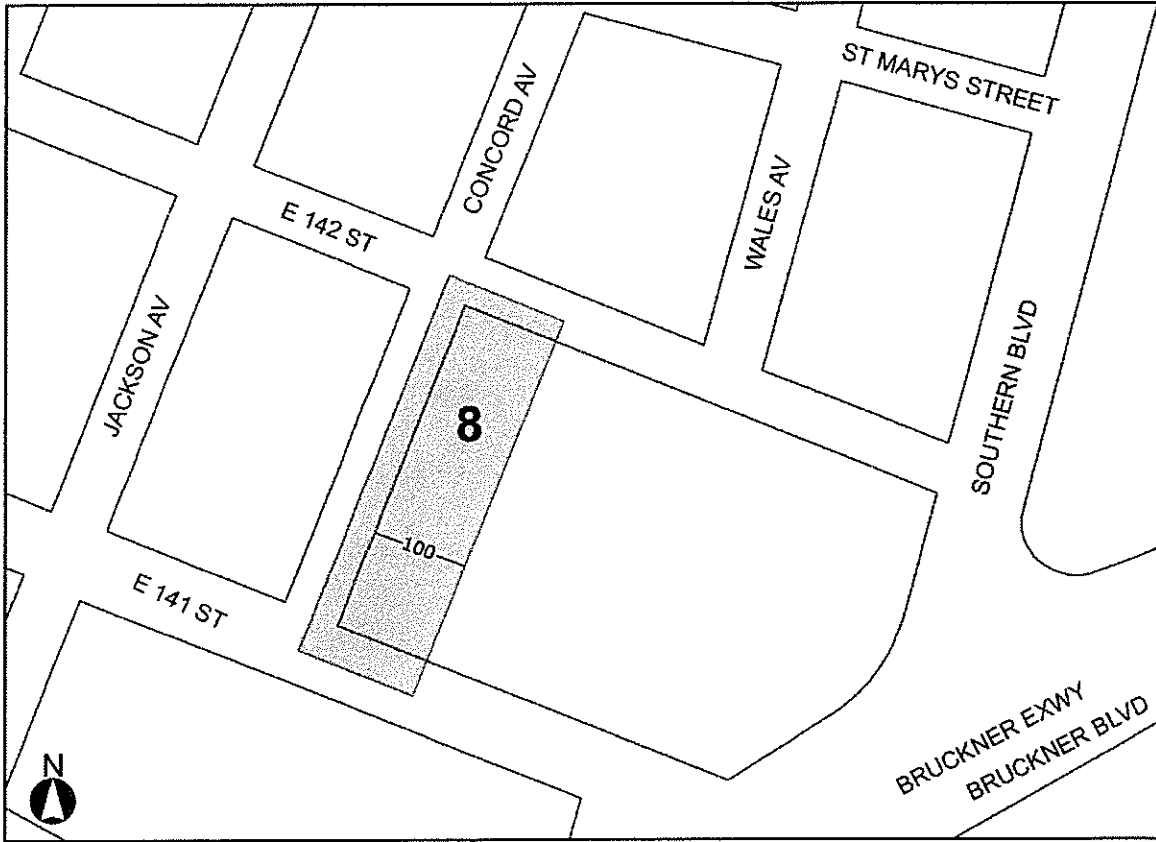 ST MARYS STREET
CONCORD AV
WALES AV
E 142 ST
JACKSON AV
SOUTHERN BLVD
8
100
E 141 ST
BRUCKNER EXWY
BRUCKNER BLVD
N